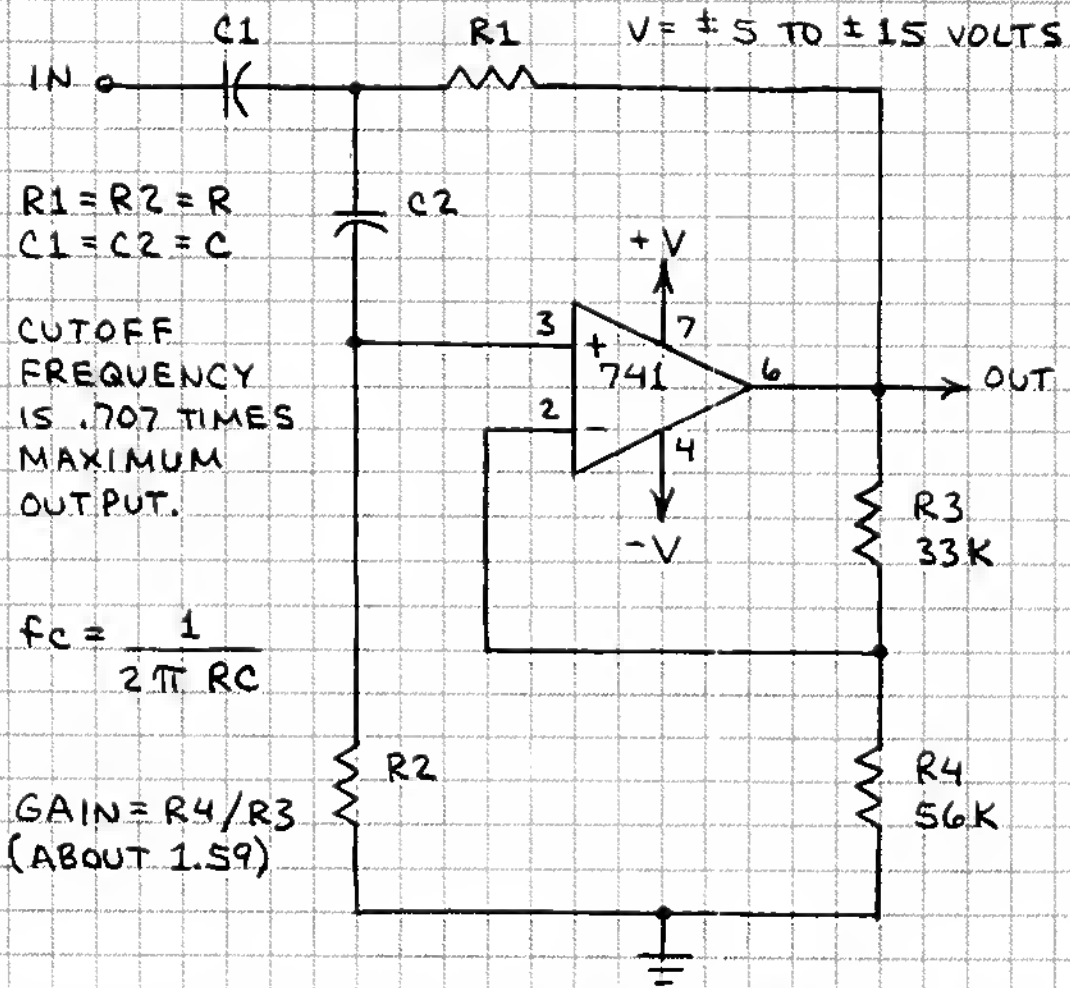 C1
R1
V = ± 5 TO ± 15 VOLTS
IN
R1 = R2 = R
C1 = C2 = C
C2
+V
CUTOFF
FREQUENCY
IS .707 TIMES
MAXIMUM
OUTPUT.
3
+
7
741
6
OUT
2
-
4
-V
R3
33K
fc = 1
2 π RC
R2
R4
56K
GAIN = R4/R3
(ABOUT 1.59)